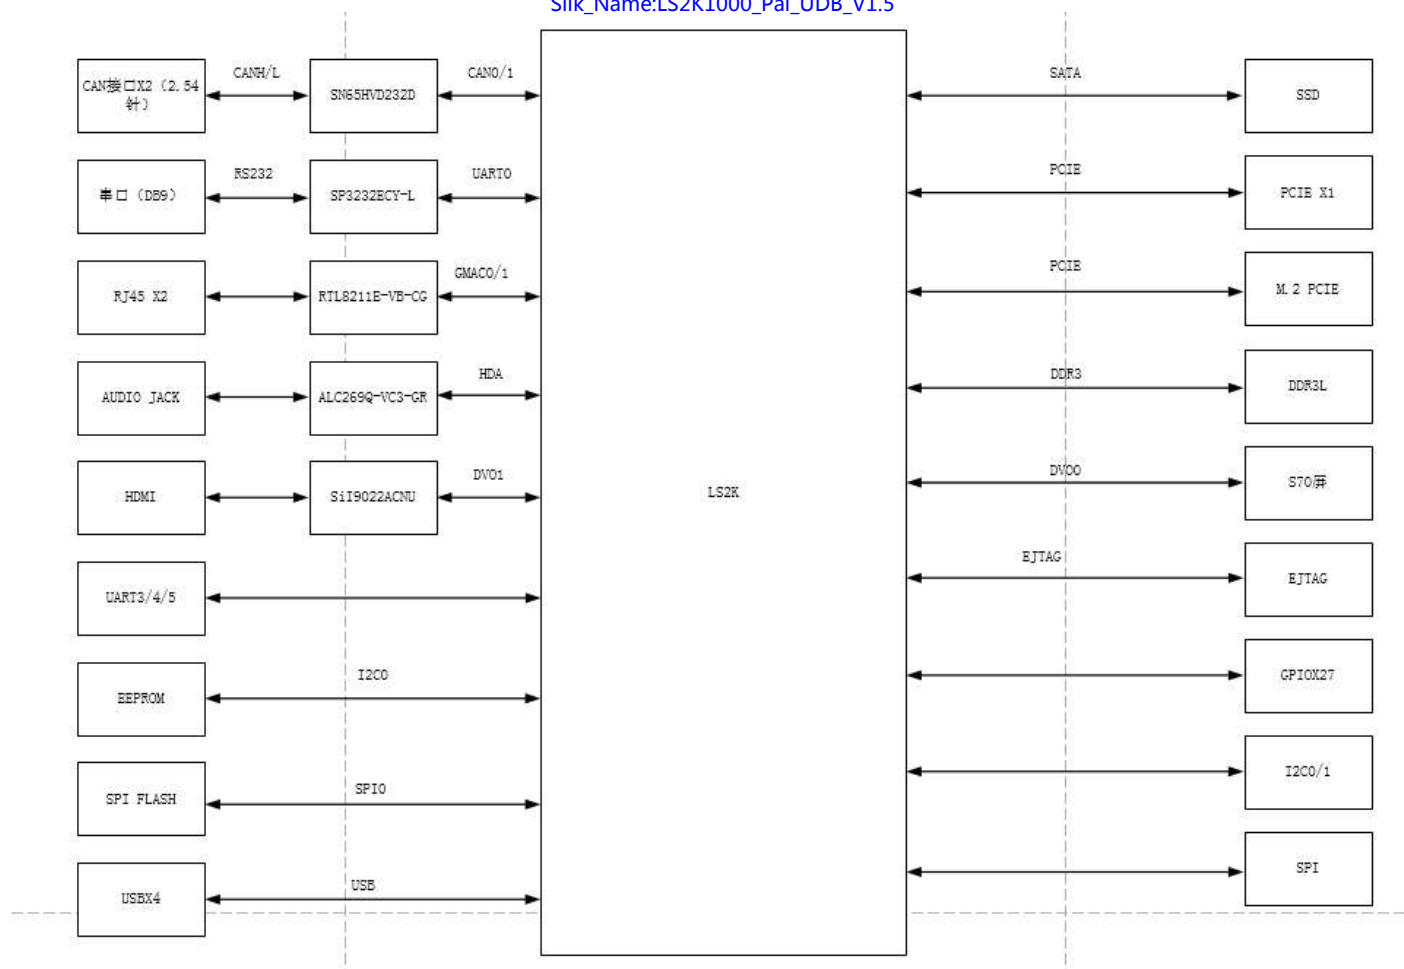 Silk_Name:LS2K1000_Pai_UDB_V1.5
CANH/L
CAN0/1
SATA
CAN接口X2（2.54
针）
SN65HVD232D
SSD
RS232
UART0
PCIE
串口（DB9）
SP3232ECY-L
PCIE X1
GMAC0/1
PCIE
RJ45 X2
RTL8211E-VB-CG
M.2 PCIE
HDA
DDR3
AUDIO JACK
ALC269Q-VC3-GR
DDR3L
DVO1
DVO0
HDMI
SiI9022ACNU
LS2K
S70屏
EJTAG
UART3/4/5
EJTAG
I2C0
EEPROM
GPIOX27
SPI0
SPI FLASH
I2C0/1
USB
USBX4
SPI